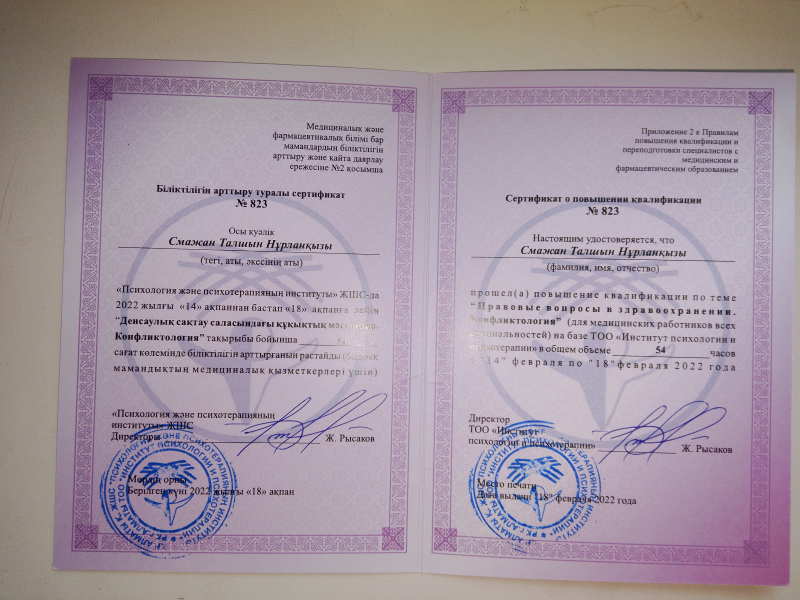 Медициналық және
фармацевтикалық білімі бар
мамандардың біліктілігін
арттыру және қайта даярлау
ережесіне №2 қосымша
Біліктілігін арттыру туралы сертификат
№ 823
Осы куәлік
Смажан Талшын Нұрланқызы
(тегі, аты, әкесінің аты)
«Психология және психотерапияның институты» ЖШС-да
2022 жылғы «14» ақпаннан бастап «18» ақпанға дейін
“Денсаулық сақтау саласындағы құқықтық
Конфликтология” тақырыбы бойынша
сағат көлемінде біліктілігін арттырғанын растайды
мамандықтың медициналық қызметкерлері үшін)
«Психология және психотерапияның
институты» ЖШС
Директоры Ж. Рысаков
Мөрдің орны
Берілген күні 2022 жылғы «18» ақпан
Приложение 2 к Правилам
повышения квалификации и
переподготовки специалистов с
медицинским и
фармацевтическим образованием
Сертификат о повышении квалификации
№ 823
Настоящим удостоверяется, что
Смажан Талшын Нұрланқызы
(фамилия, имя, отчество)
прошел(а) повышение квалификации по теме
“Правовые вопросы в здравоохранении.
Конфликтология” (для медицинских работников всех
специальностей) на базе ТОО «Институт психологии и
психотерапии» в общем объеме 54 часов
с "14" февраля по "18" февраля 2022 года
Директор
ТОО «Институт
психологии и психотерапии» Ж. Рысаков
Место печати
Дата выдачи "18" февраля 2022 года